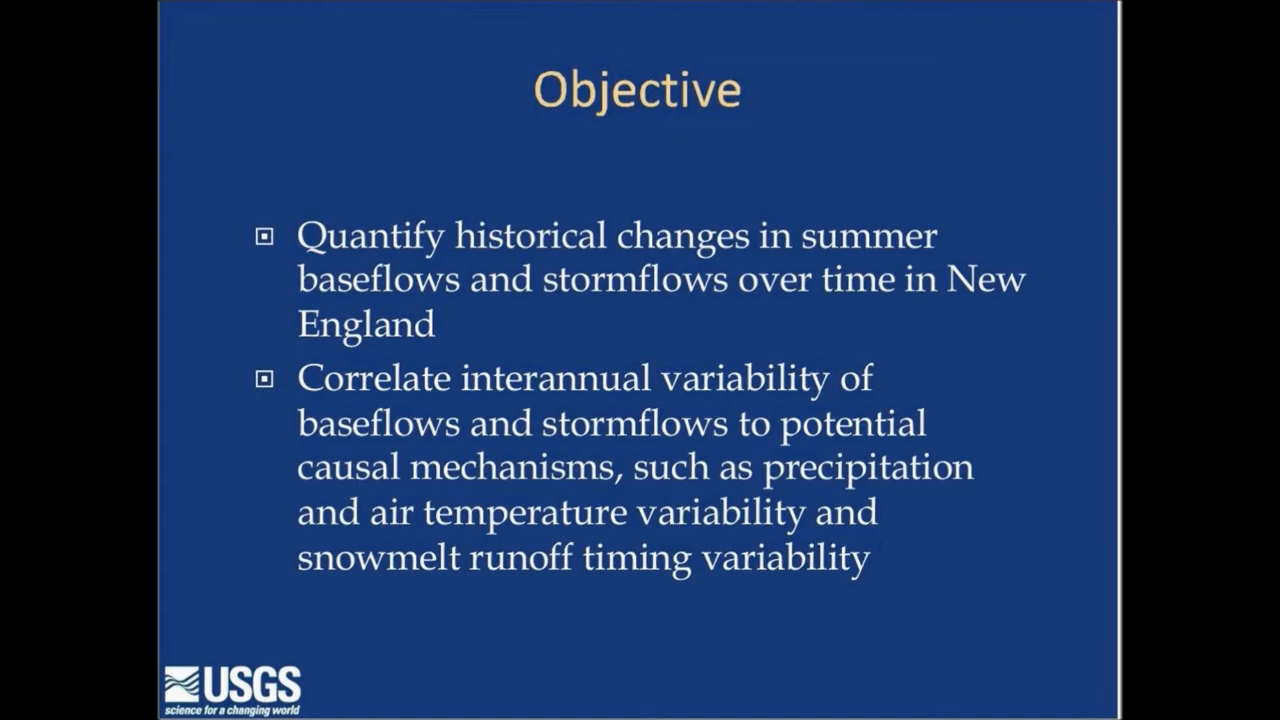 Objective
Quantify historical changes in summer
baseflows and stormflows over time in New
England
Correlate interannual variability of
baseflows and stormflows to potential
causal mechanisms, such as precipitation
and air temperature variability and
snowmelt runoff timing variability
USGS
science for a changing world